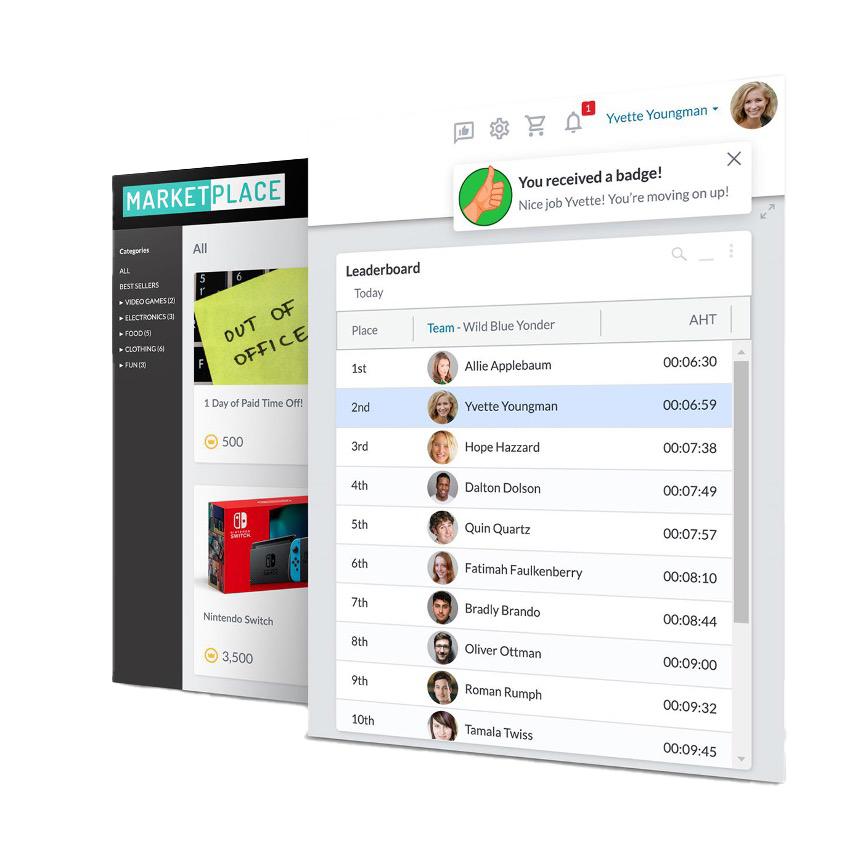 MARKETPLACE
Categories
ALL
BEST SELLERS
▸ VIDEO GAMES (2)
▸ ELECTRONICS (3)
▸ FOOD (5)
▸ CLOTHING (6)
▸ FUN (3)
All
5
6
F
OUT OF
OFFICE
1 Day of Paid Time Off!
500
NINTENDO
SWITCH
Nintendo Switch
3,500
1
Yvette Youngman
You received a badge!
Nice job Yvette! You're moving on up!
Leaderboard
Today
Place Team - Wild Blue Yonder AHT
1st Allie Applebaum 00:06:30
2nd Yvette Youngman 00:06:59
3rd Hope Hazzard 00:07:38
4th Dalton Dolson 00:07:49
5th Quin Quartz 00:07:57
6th Fatimah Faulkenberry 00:08:10
7th Bradly Brando 00:08:44
8th Oliver Ottman 00:09:00
9th Roman Rumph 00:09:32
10th Tamala Twiss 00:09:45